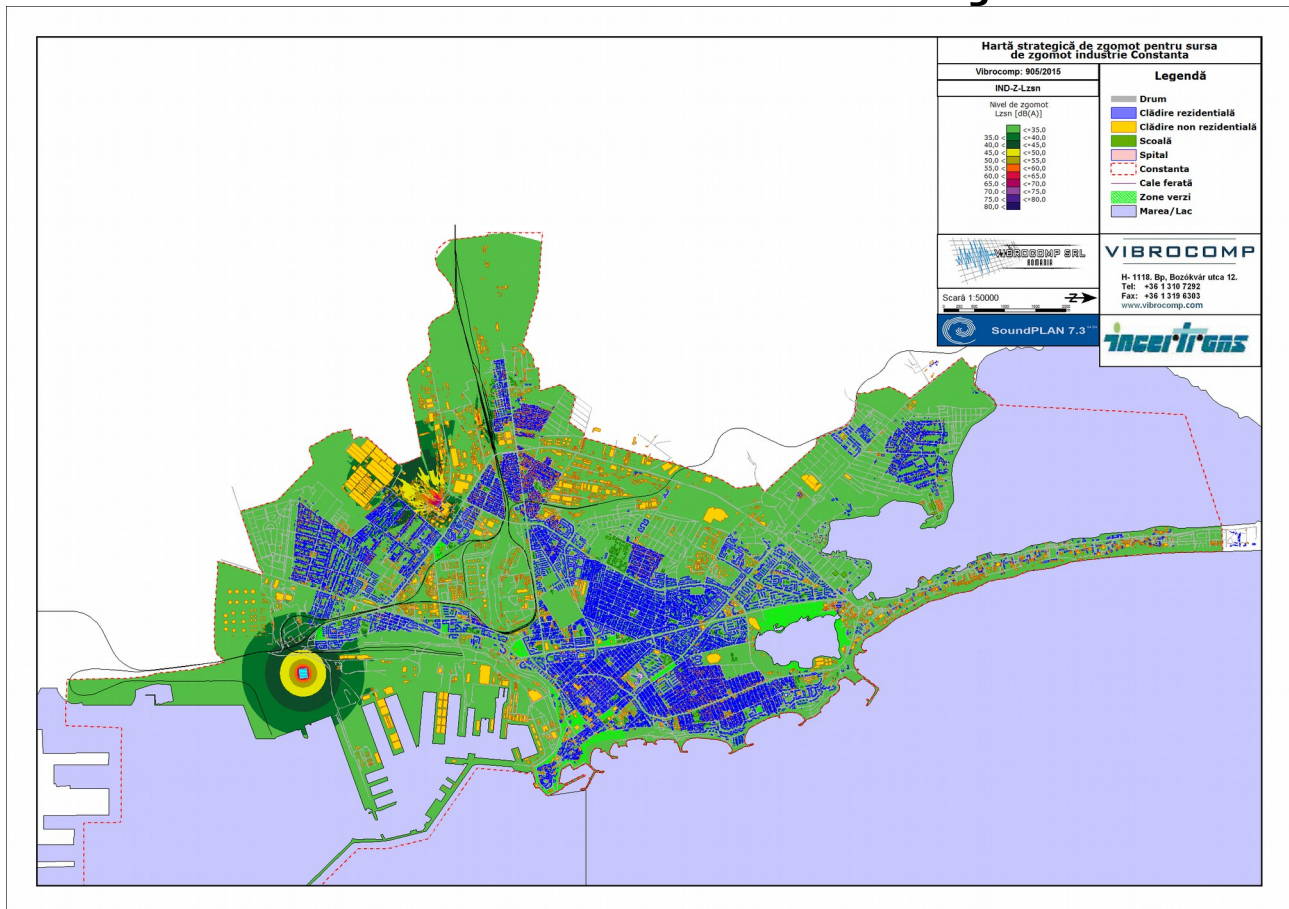 g
Hartă strategică de zgomot pentru sursa
de zgomot industrie Constanta
Vibrocomp: 905/2015
IND-Z-Lzsn
Nivel de zgomot
Lzsn [dB(A)]
<=35,0
35,0 < <=40,0
40,0 < <=45,0
45,0 < <=50,0
50,0 < <=55,0
55,0 < <=60,0
60,0 < <=65,0
65,0 < <=70,0
70,0 < <=75,0
75,0 < <=80,0
80,0 <
Legendă
Drum
Clădire rezidentială
Clădire non rezidentială
Scoală
Spital
Constanta
Cale ferată
Zone verzi
Marea/Lac
VIBROCOMP SRL
ROMANIA
VIBROCOMP
H- 1118. Bp, Bozókvár utca 12.
Tel: +36 1 310 7292
Fax: +36 1 319 6303
www.vibrocomp.com
Scară 1:50000
Z
SoundPLAN 7.3
incertrans